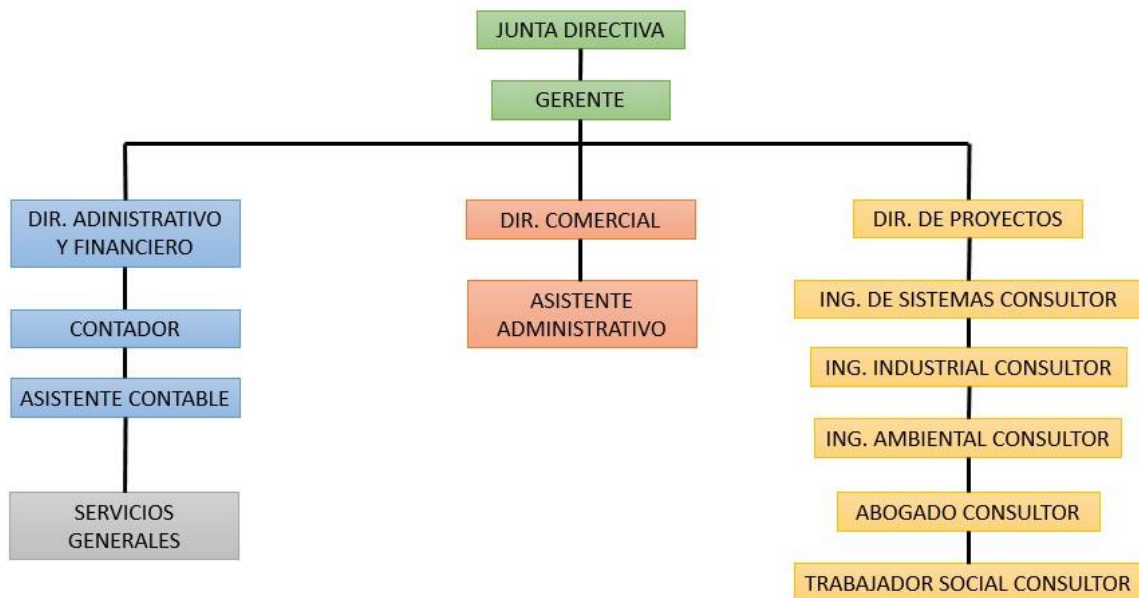 JUNTA DIRECTIVA
GERENTE
DIR. ADINISTRATIVO
Y FINANCIERO
CONTADOR
ASISTENTE CONTABLE
SERVICIOS
GENERALES
DIR. COMERCIAL
ASISTENTE
ADMINISTRATIVO
DIR. DE PROYECTOS
ING. DE SISTEMAS CONSULTOR
ING. INDUSTRIAL CONSULTOR
ING. AMBIENTAL CONSULTOR
ABOGADO CONSULTOR
TRABAJADOR SOCIAL CONSULTOR